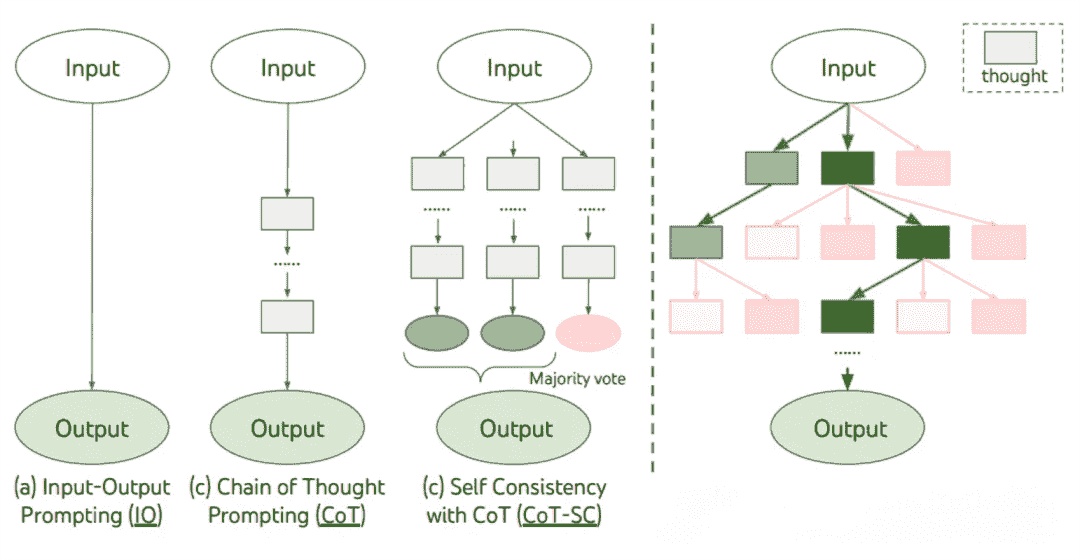 Input
Input
Input
Input
thought
......
......
......
......
......
Majority vote
Output
Output
Output
Output
(a) Input-Output
Prompting (IO)
(c) Chain of Thought
Prompting (CoT)
(c) Self Consistency
with CoT (CoT-SC)